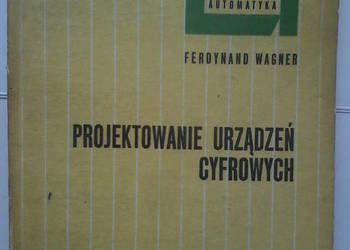 AUTOMATYKA
FERDYNAND WAGNER
PROJEKTOWANIE URZĄDZEŃ
CYFROWYCH